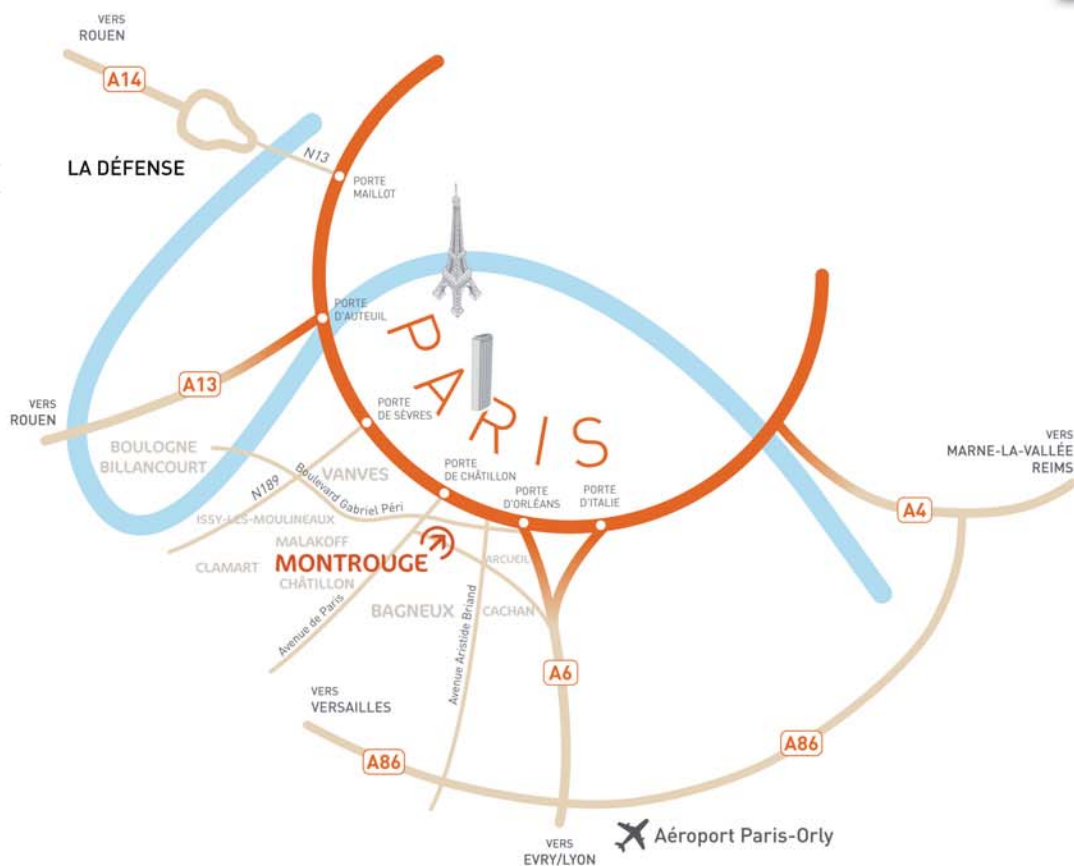 VERS
ROUEN
A14
LA DÉFENSE
N13
PORTE
MAILLOT
PORTE
D'AUTEUIL
PARIS
A13
VERS
ROUEN
PORTE
DE SÈVRES
BOULOGNE
BILLANCOURT
VANVES
PORTE
DE CHÂTILLON
PORTE
D'ORLÉANS
PORTE
D'ITALIE
VERS
MARNE-LA-VALLÉE
REIMS
A4
N189
Boulevard Gabriel Péri
ISSY-LES-MOULINEAUX
MALAKOFF
MONTROUGE
CLAMART
CHÂTILLON
ARCUEIL
BAGNEUX
CACHAN
Avenue de Paris
Avenue Aristide Briand
A6
VERS
VERSAILLES
A86
A86
Aéroport Paris-Orly
VERS
EVRY/LYON